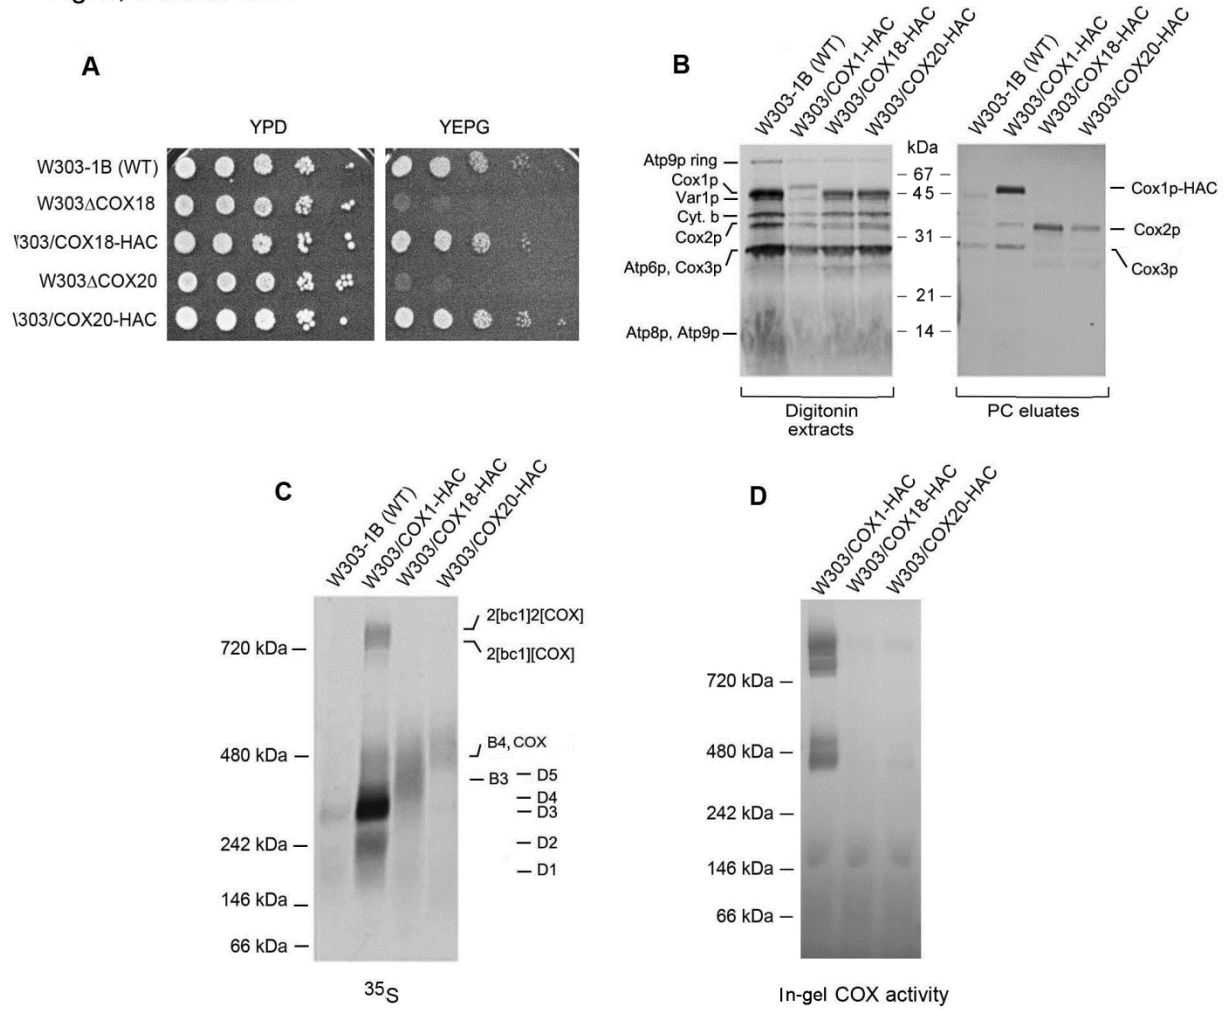 A
YPD
YEPG
W303-1B (WT)
W303ΔCOX18
\303/COX18-HAC
W303ΔCOX20
\303/COX20-HAC
B
W303-1B (WT)
W303/COX1-HAC
W303/COX18-HAC
W303/COX20-HAC
W303-1B (WT)
W303/COX1-HAC
W303/COX18-HAC
W303/COX20-HAC
Atp9p ring
Cox1p
Var1p
Cyt. b
Cox2p
Atp6p, Cox3p
Atp8p, Atp9p
kDa
67
45
31
21
14
Cox1p-HAC
Cox2p
Cox3p
Digitonin
extracts
PC eluates
C
W303-1B (WT)
W303/COX1-HAC
W303/COX18-HAC
W303/COX20-HAC
720 kDa
480 kDa
242 kDa
146 kDa
66 kDa
2[bc1]2[COX]
2[bc1][COX]
B4, COX
B3
D5
D4
D3
D2
D1
35S
D
W303/COX1-HAC
W303/COX18-HAC
W303/COX20-HAC
720 kDa
480 kDa
242 kDa
146 kDa
66 kDa
In-gel COX activity